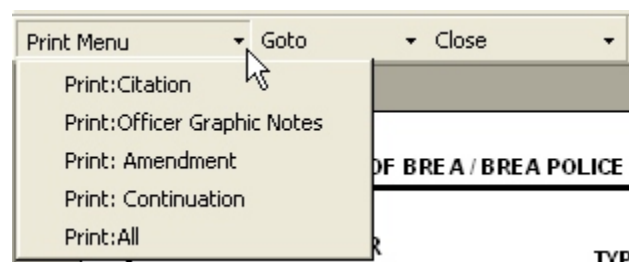 Print Menu Goto Close
Print:Citation
Print:Officer Graphic Notes
Print: Amendment
OF BREA / BREA POLICE
Print: Continuation
Print:All